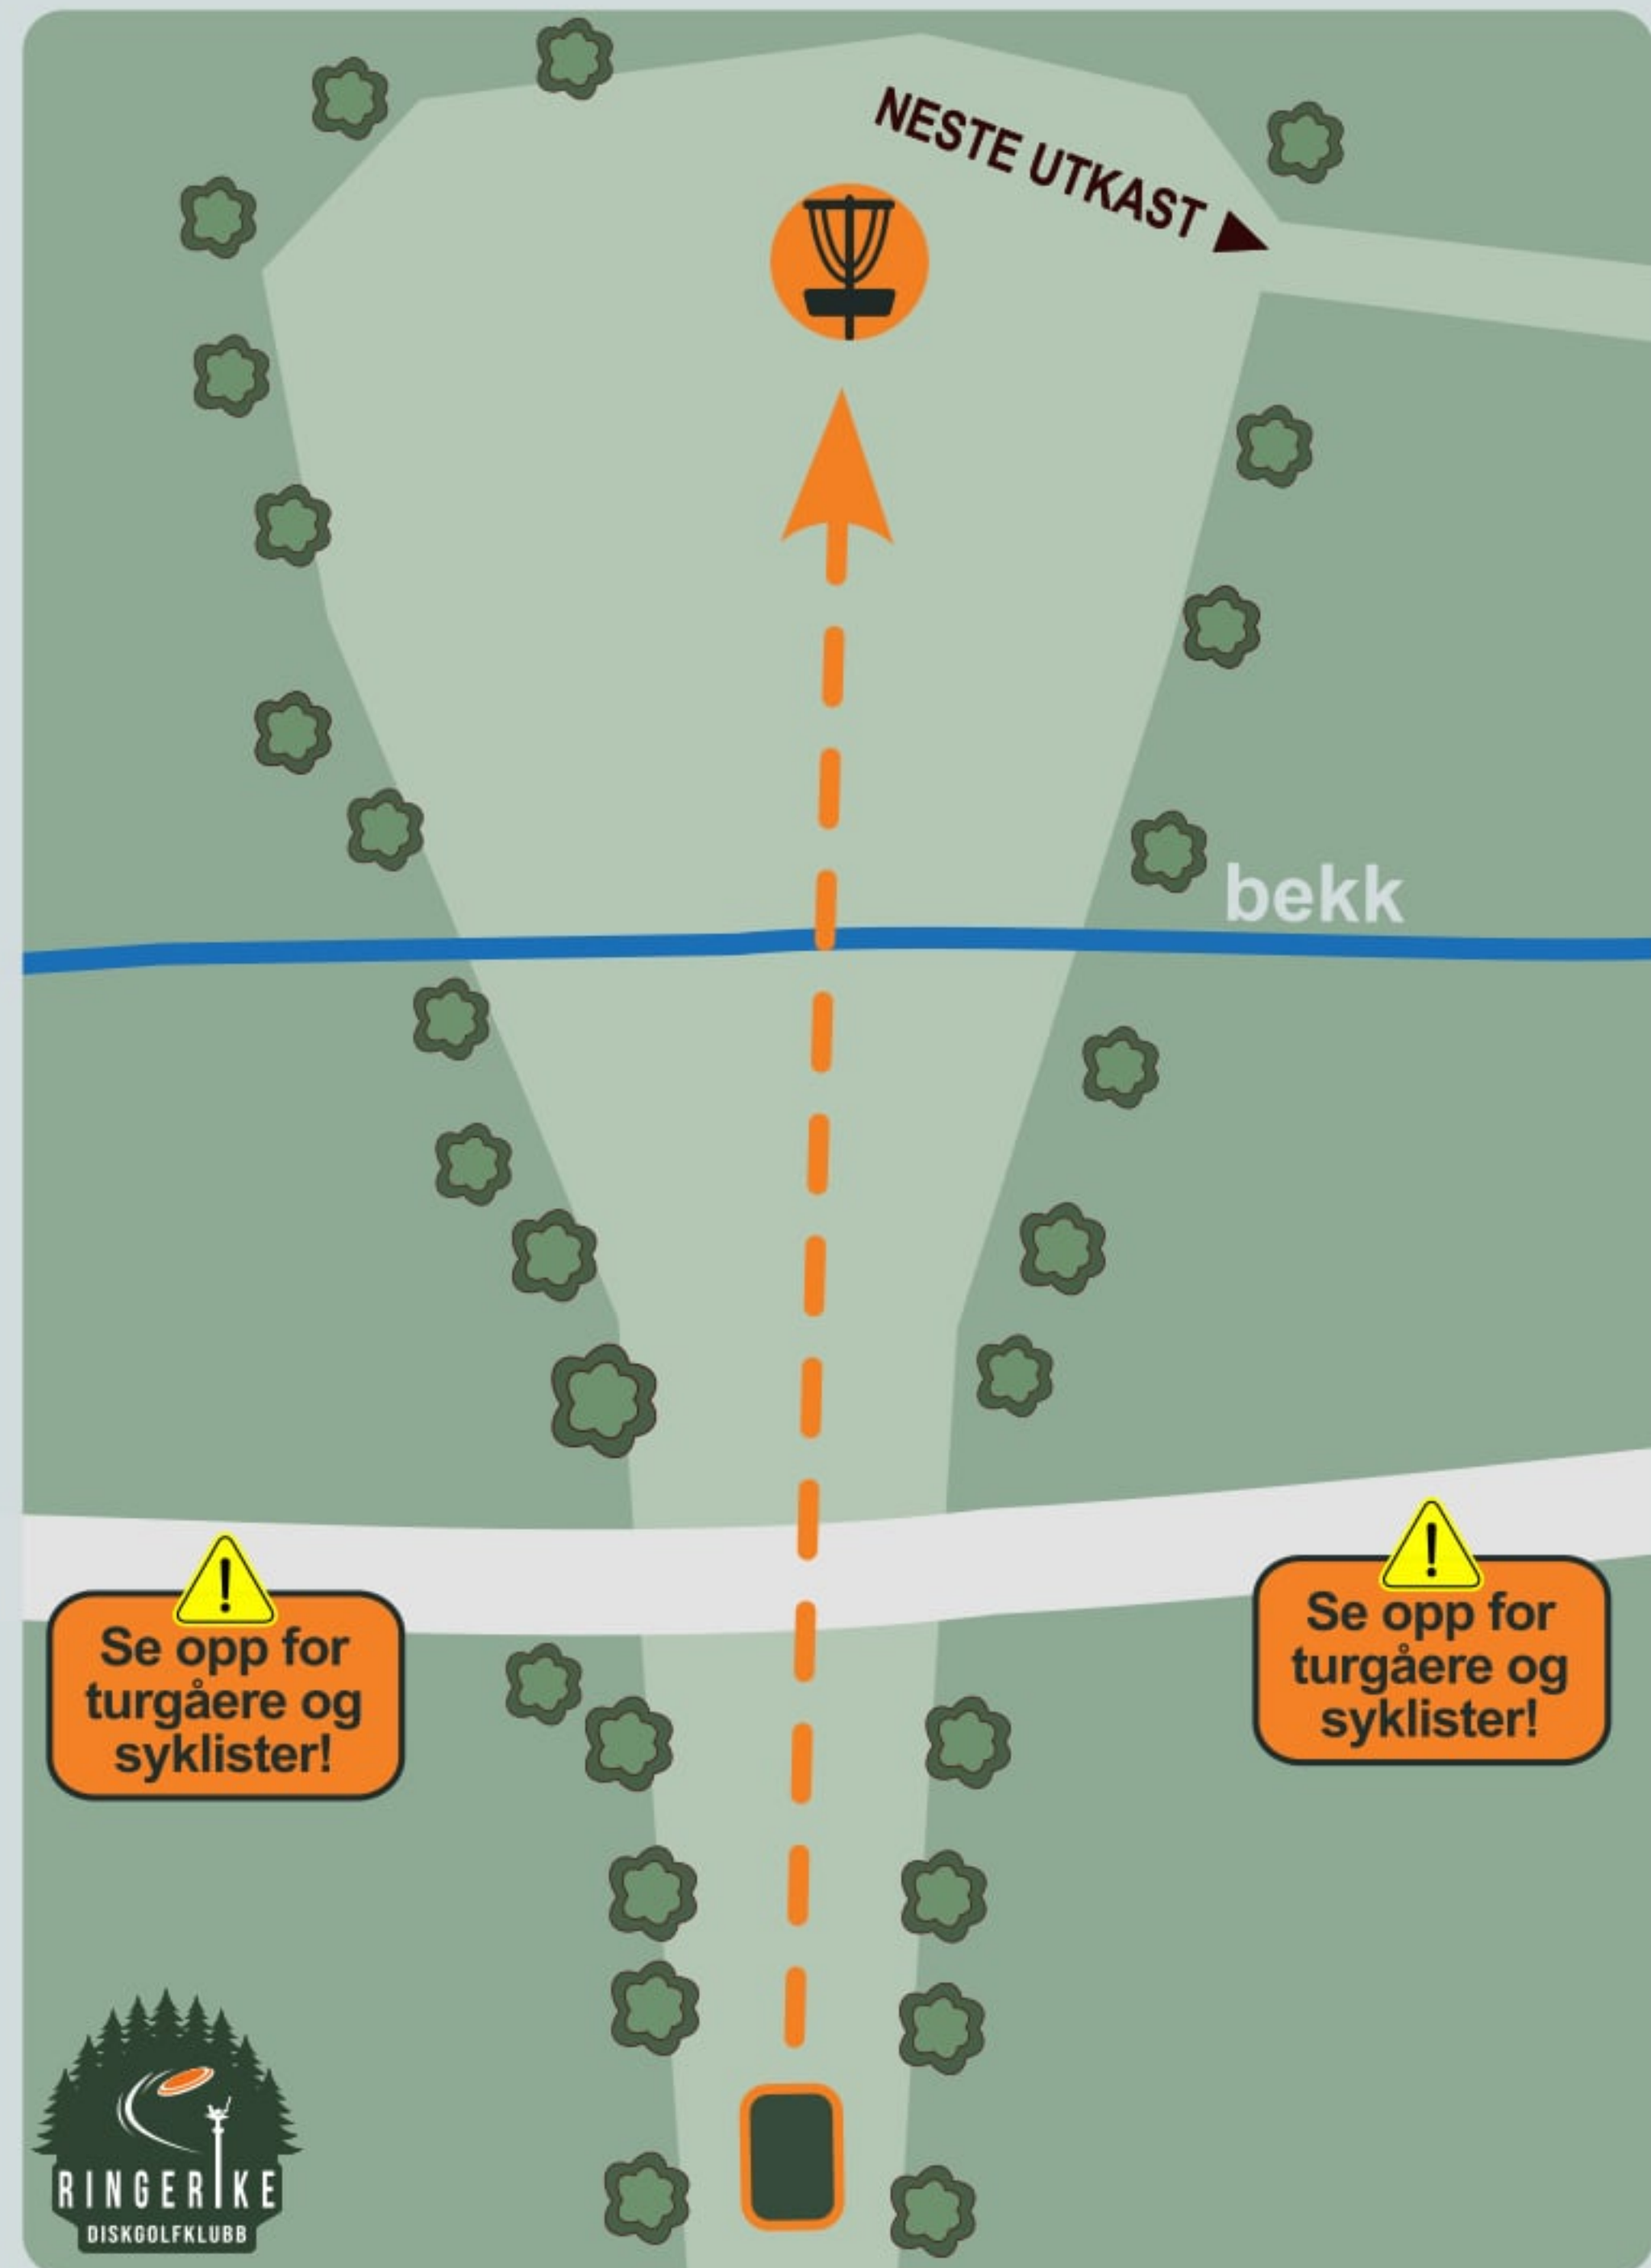 NESTE UTKAST
bekk
Se opp for
turgåere og
syklister!
Se opp for
turgåere og
syklister!
RINGERIKE
DISKGOLFKLUBB